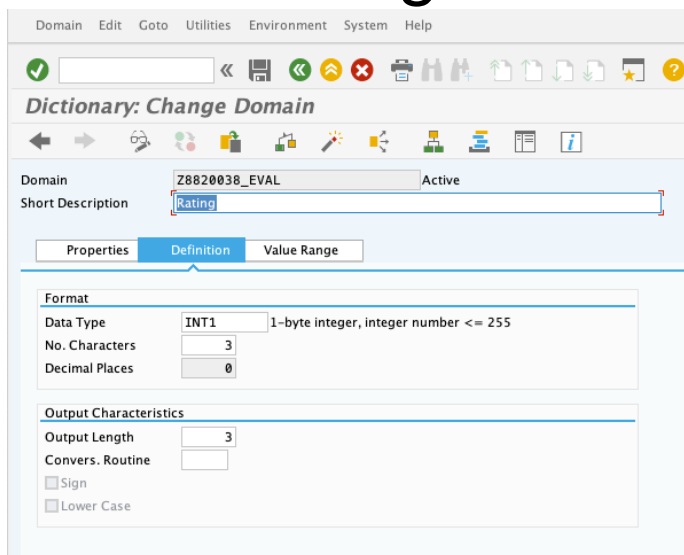 Domain Edit Goto Utilities Environment System Help
Dictionary: Change Domain
Domain Z8820038_EVAL Active
Short Description Rating
Properties Definition Value Range
Format
Data Type INT1 1-byte integer, integer number <= 255
No. Characters 3
Decimal Places 0
Output Characteristics
Output Length 3
Convers. Routine
Sign
Lower Case